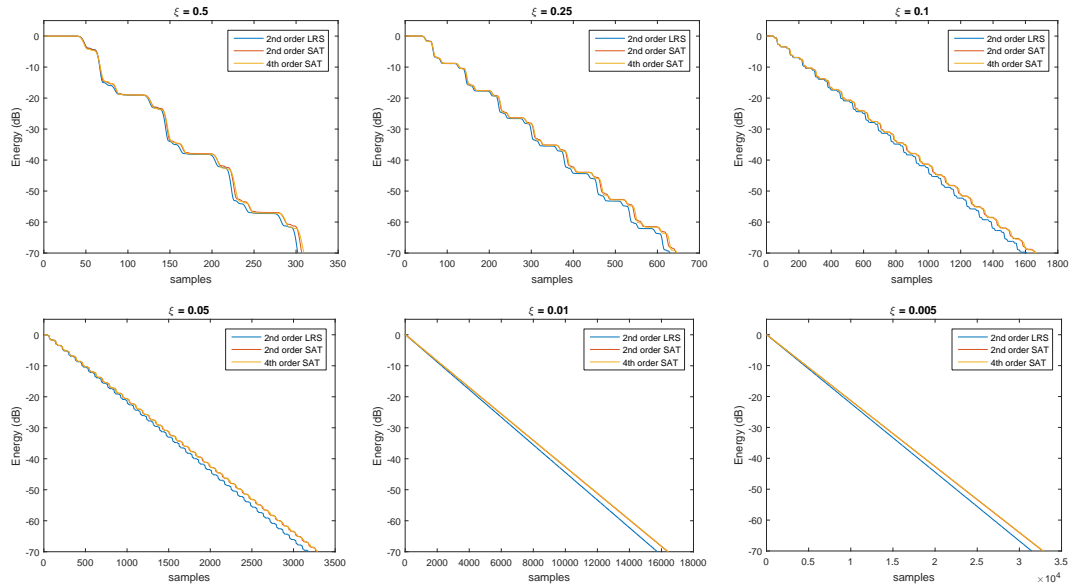 ξ = 0.5
0
-10
-20
-30
-40
-50
-60
-70
Energy (dB)
0 50 100 150 200 250 300 350
samples
2nd order LRS
2nd order SAT
4th order SAT
ξ = 0.25
0
-10
-20
-30
-40
-50
-60
-70
Energy (dB)
0 100 200 300 400 500 600 700
samples
2nd order LRS
2nd order SAT
4th order SAT
ξ = 0.1
0
-10
-20
-30
-40
-50
-60
-70
Energy (dB)
0 200 400 600 800 1000 1200 1400 1600 1800
samples
2nd order LRS
2nd order SAT
4th order SAT
ξ = 0.05
0
-10
-20
-30
-40
-50
-60
-70
Energy (dB)
0 500 1000 1500 2000 2500 3000 3500
samples
2nd order LRS
2nd order SAT
4th order SAT
ξ = 0.01
0
-10
-20
-30
-40
-50
-60
-70
Energy (dB)
0 2000 4000 6000 8000 10000 12000 14000 16000 18000
samples
2nd order LRS
2nd order SAT
4th order SAT
ξ = 0.005
0
-10
-20
-30
-40
-50
-60
-70
Energy (dB)
0 0.5 1 1.5 2 2.5 3 3.5
samples
× 10⁴
2nd order LRS
2nd order SAT
4th order SAT